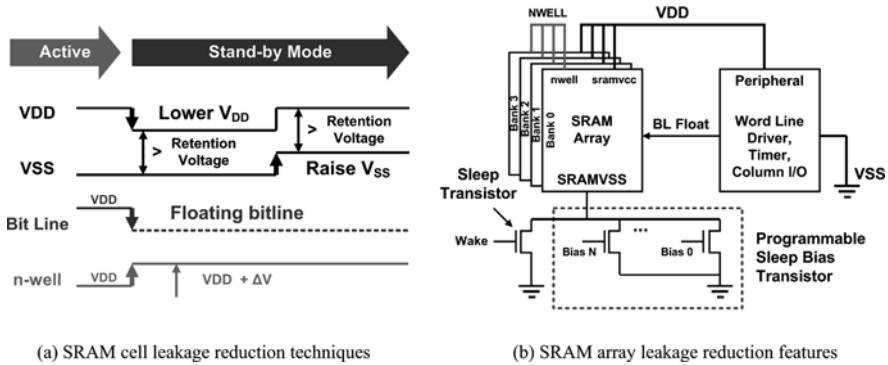 Active
Stand-by Mode
VDD
Lower VDD
> Retention Voltage
> Retention Voltage
VSS
Raise VSS
VDD
Bit Line
Floating bitline
n-well
VDD
VDD + ΔV
(a) SRAM cell leakage reduction techniques
NWELL
VDD
nwell
sramvcc
Bank 3
Bank 2
Bank 1
Bank 0
SRAM
Array
SRAMVSS
BL Float
Peripheral
Word Line
Driver,
Timer,
Column I/O
VSS
Sleep
Transistor
Wake
Bias N
...
Bias 0
Programmable
Sleep Bias
Transistor
(b) SRAM array leakage reduction features